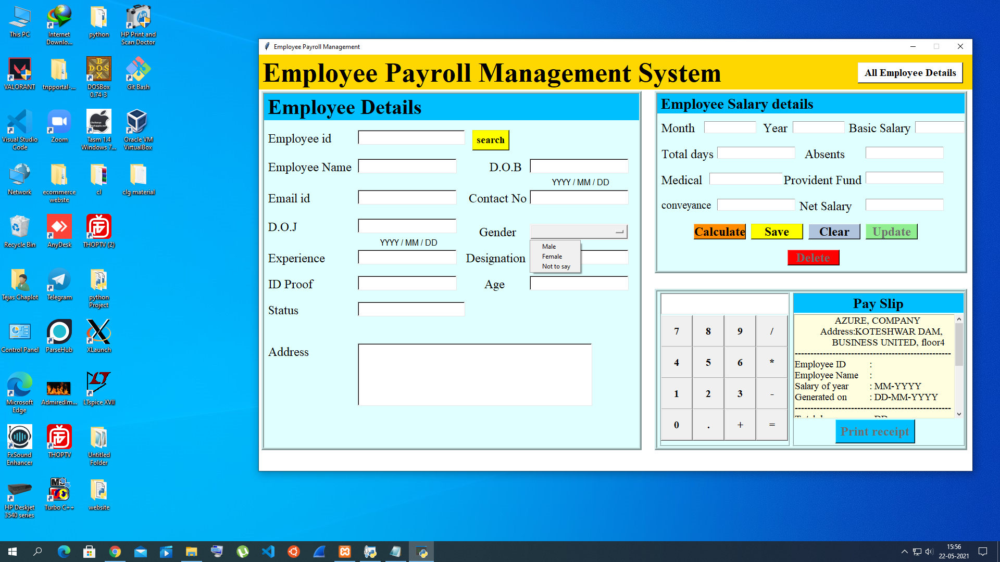 This PC
Internet
Downlo...
python
HP Print and
Scan Doctor
VALORANT
tnpportal-...
DOSBox
0.74-3
Git Bash
Visual Studio
Code
Zoom
Tasm 1.4
Windows 7...
Oracle VM
VirtualBox
Network
ecommerce
webste
cl
clg material
Recycle Bin
AnyDesk
THOPTV (2)
Tejas Chaplot
Telegram
python
Project
Control Panel
ParseHub
XLaunch
Microsoft
Edge
AdmiredIm...
LTspice XVII
FxSound
Enhancer
THOPTV
Untitled
Folder
HP Deskjet
3540 series
Turbo C++
website
Employee Payroll Management
Employee Payroll Management System
All Employee Details
Employee Details
Employee id
search
Employee Name
D.O.B
YYYY / MM / DD
Email id
Contact No
D.O.J
Gender
YYYY / MM / DD
Male
Female
Not to say
Experience
Designation
ID Proof
Age
Status
Address
Employee Salary details
Month
Year
Basic Salary
Total days
Absents
Medical
Provident Fund
conveyance
Net Salary
Calculate
Save
Clear
Update
Delete
7 8 9 /
4 5 6 *
1 2 3 -
0 . + =
Pay Slip
AZURE, COMPANY
Address:KOTESHWAR DAM,
BUSINESS UNITED, floor4
--------------------------------------------------
Employee ID :
Employee Name :
Salary of year : MM-YYYY
Generated on : DD-MM-YYYY
--------------------------------------------------
Print receipt
15:56
22-05-2021